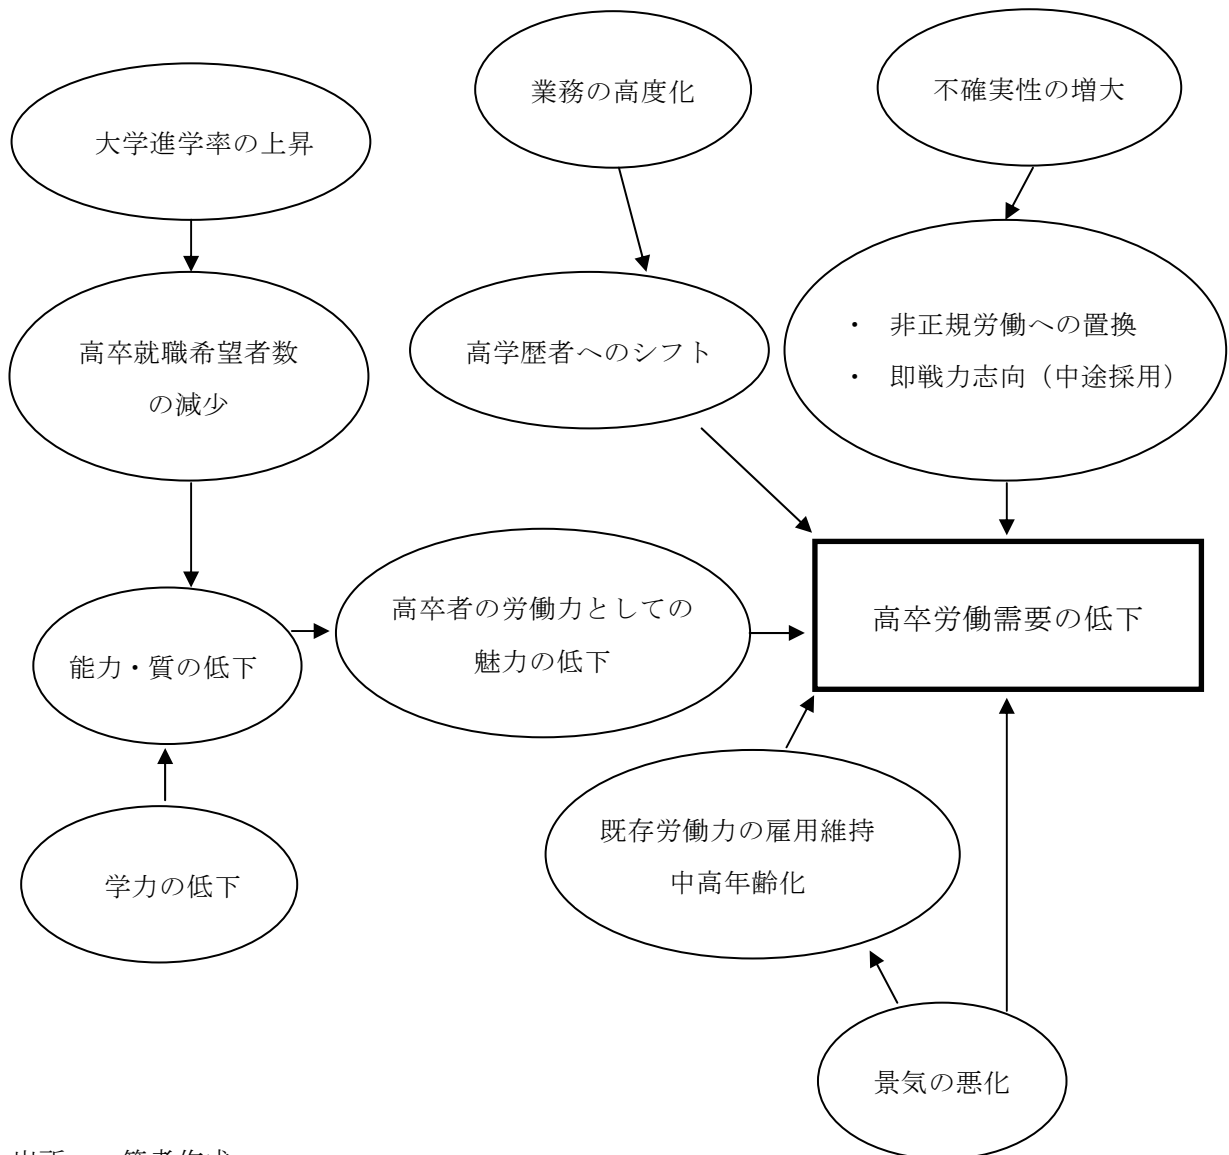 業務の高度化
不確実性の増大
大学進学率の上昇
高卒就職希望者数
の減少
高学歴者へのシフト
・ 非正規労働への置換
・ 即戦力志向（中途採用）
高卒者の労働力としての
魅力の低下
高卒労働需要の低下
能力・質の低下
既存労働力の雇用維持
中高年齢化
学力の低下
景気の悪化